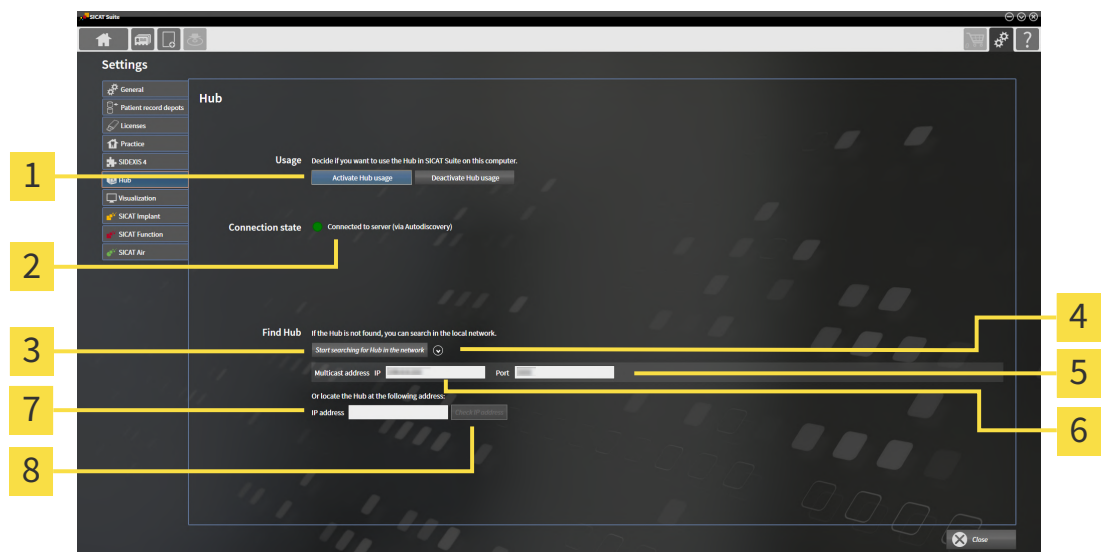 SICAT Suite
?
Settings
General
Patient record depots
Licenses
Practice
SIDEXIS 4
Hub
Visualization
SICAT Implant
SICAT Function
SICAT Air
Hub
Usage Decide if you want to use the Hub in SICAT Suite on this computer.
Activate Hub usage Deactivate Hub usage
Connection state Connected to server (via Autodiscovery)
Find Hub If the Hub is not found, you can search in the local network.
Start searching for Hub in the network
Multicast address IP Port
Or locate the Hub at the following address:
IP address Check IP address
Close
1
2
3
4
5
6
7
8